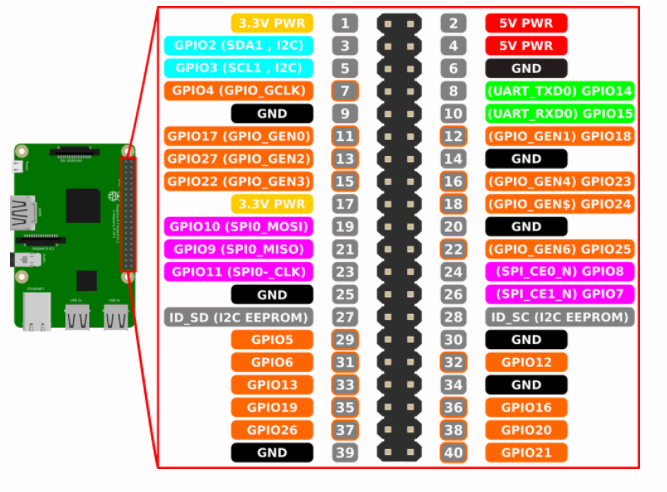 3.3V PWR 1 2 5V PWR
GPIO2 (SDA1 , I2C) 3 4 5V PWR
GPIO3 (SCL1 , I2C) 5 6 GND
GPIO4 (GPIO_GCLK) 7 8 (UART_TXD0) GPIO14
GND 9 10 (UART_RXD0) GPIO15
GPIO17 (GPIO_GEN0) 11 12 (GPIO_GEN1) GPIO18
GPIO27 (GPIO_GEN2) 13 14 GND
GPIO22 (GPIO_GEN3) 15 16 (GPIO_GEN4) GPIO23
3.3V PWR 17 18 (GPIO_GEN$) GPIO24
GPIO10 (SPI0_MOSI) 19 20 GND
GPIO9 (SPI0_MISO) 21 22 (GPIO_GEN6) GPIO25
GPIO11 (SPI0-_CLK) 23 24 (SPI_CE0_N) GPIO8
GND 25 26 (SPI_CE1_N) GPIO7
ID_SD (I2C EEPROM) 27 28 ID_SC (I2C EEPROM)
GPIO5 29 30 GND
GPIO6 31 32 GPIO12
GPIO13 33 34 GND
GPIO19 35 36 GPIO16
GPIO26 37 38 GPIO20
GND 39 40 GPIO21